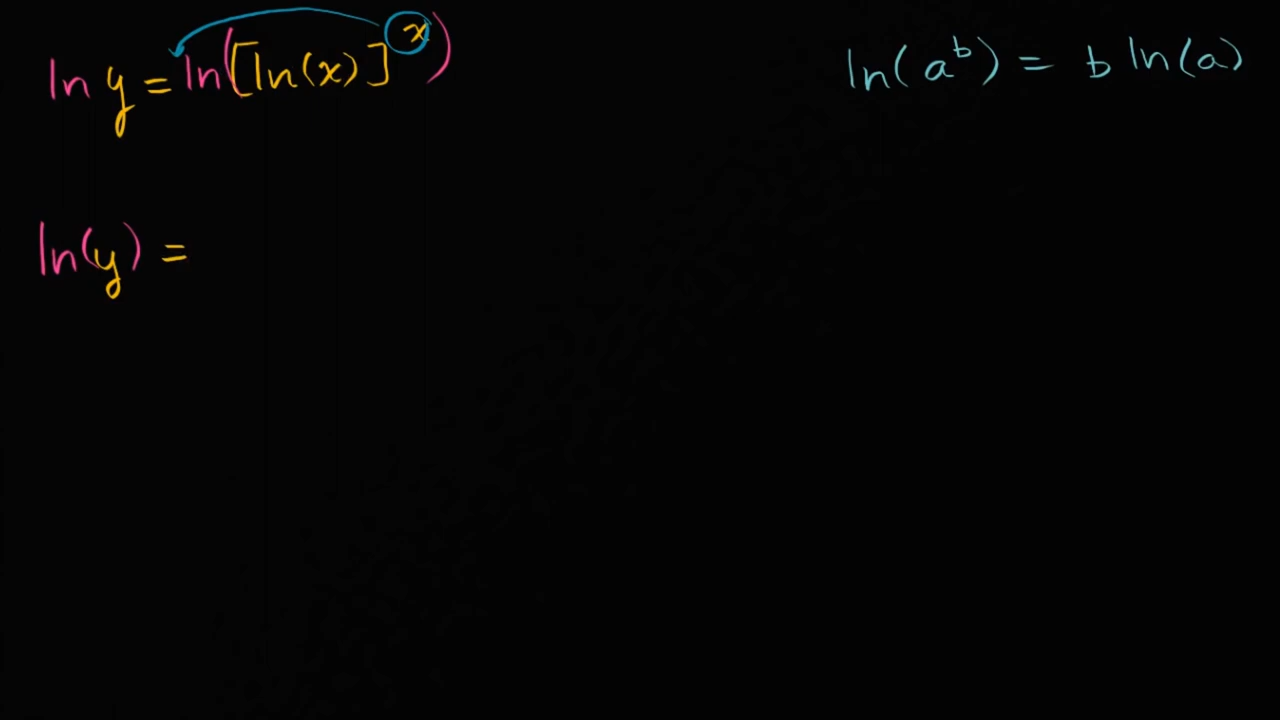 ln y = ln([ln(x)]^x)
ln(a^b) = b ln(a)
ln(y) =